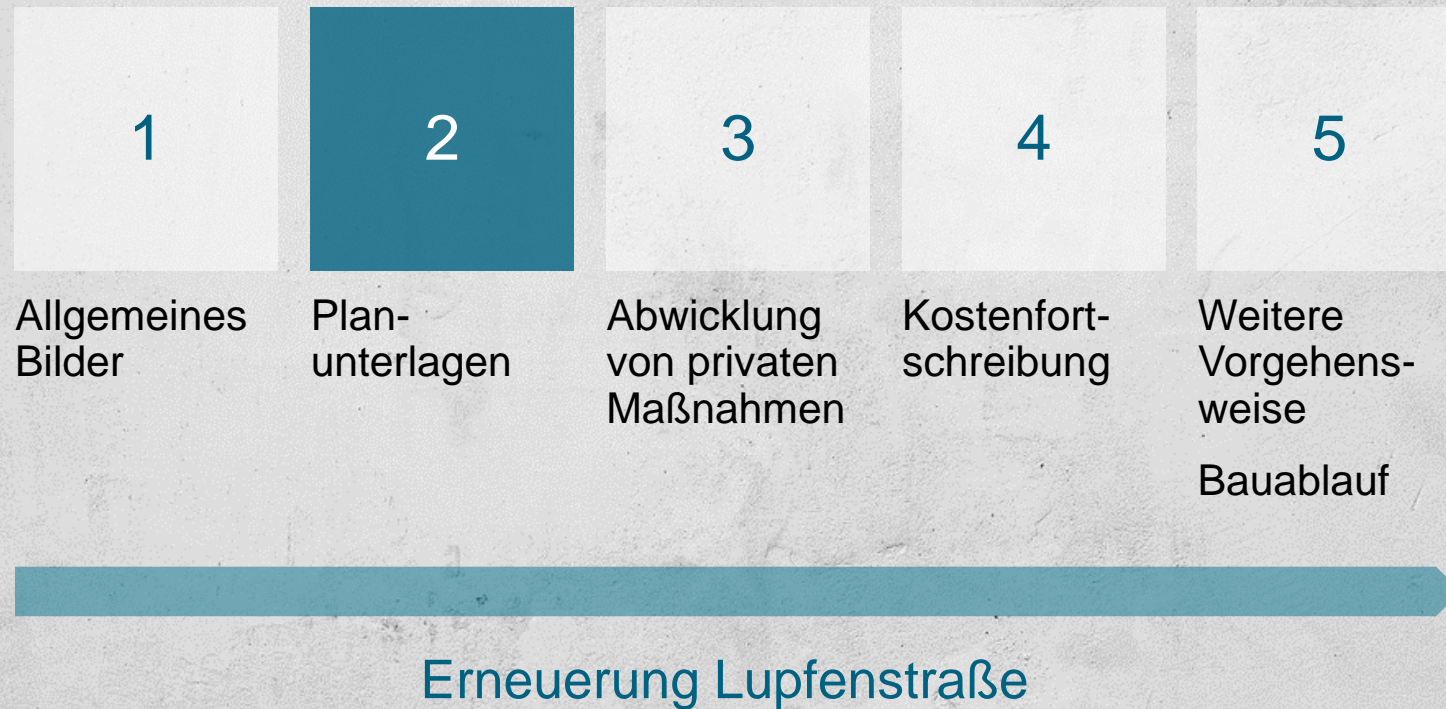 1
2
3
4
5
Allgemeines
Bilder
Plan-
unterlagen
Abwicklung
von privaten
Maßnahmen
Kostenfort-
schreibung
Weitere
Vorgehens-
weise
Bauablauf
Erneuerung Lupfenstraße